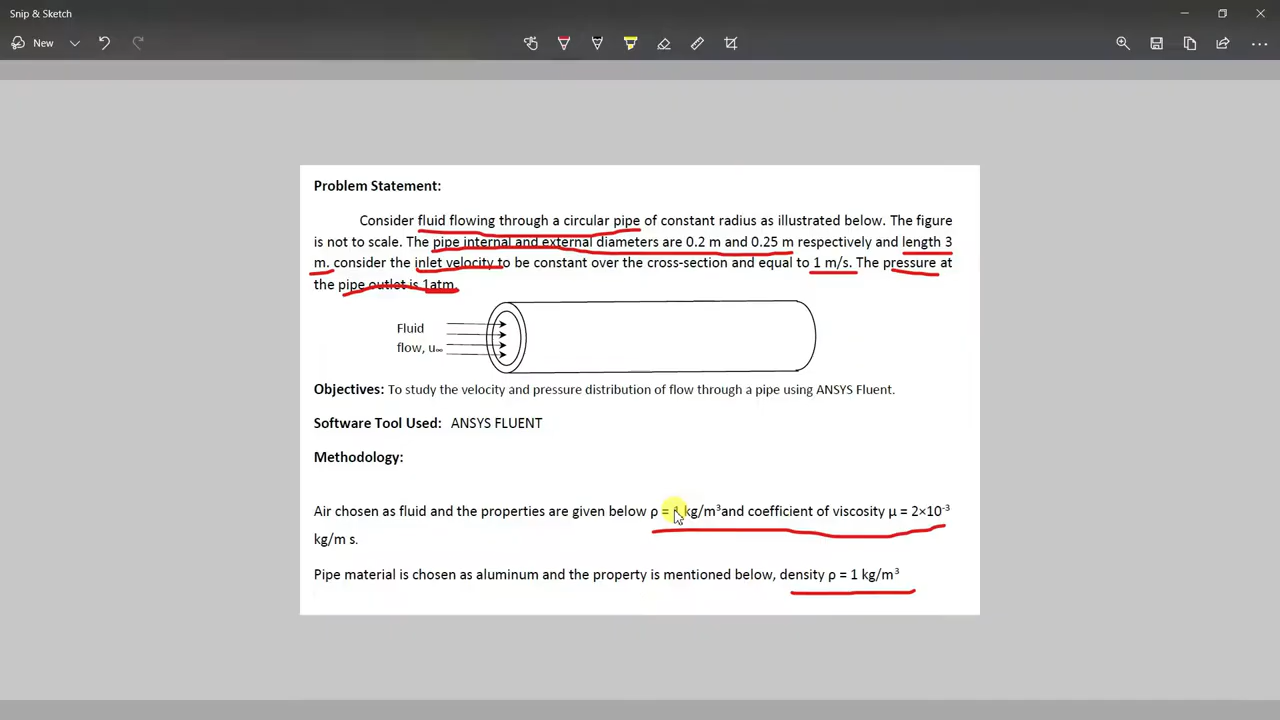 Snip & Sketch
New
Problem Statement:
Consider fluid flowing through a circular pipe of constant radius as illustrated below. The figure
is not to scale. The pipe internal and external diameters are 0.2 m and 0.25 m respectively and length 3
m. consider the inlet velocity to be constant over the cross-section and equal to 1 m/s. The pressure at
the pipe outlet is 1atm.
Fluid
flow, u∞
Objectives: To study the velocity and pressure distribution of flow through a pipe using ANSYS Fluent.
Software Tool Used: ANSYS FLUENT
Methodology:
Air chosen as fluid and the properties are given below ρ = 1 kg/m³and coefficient of viscosity μ = 2×10⁻³
kg/m s.
Pipe material is chosen as aluminum and the property is mentioned below, density ρ = 1 kg/m³